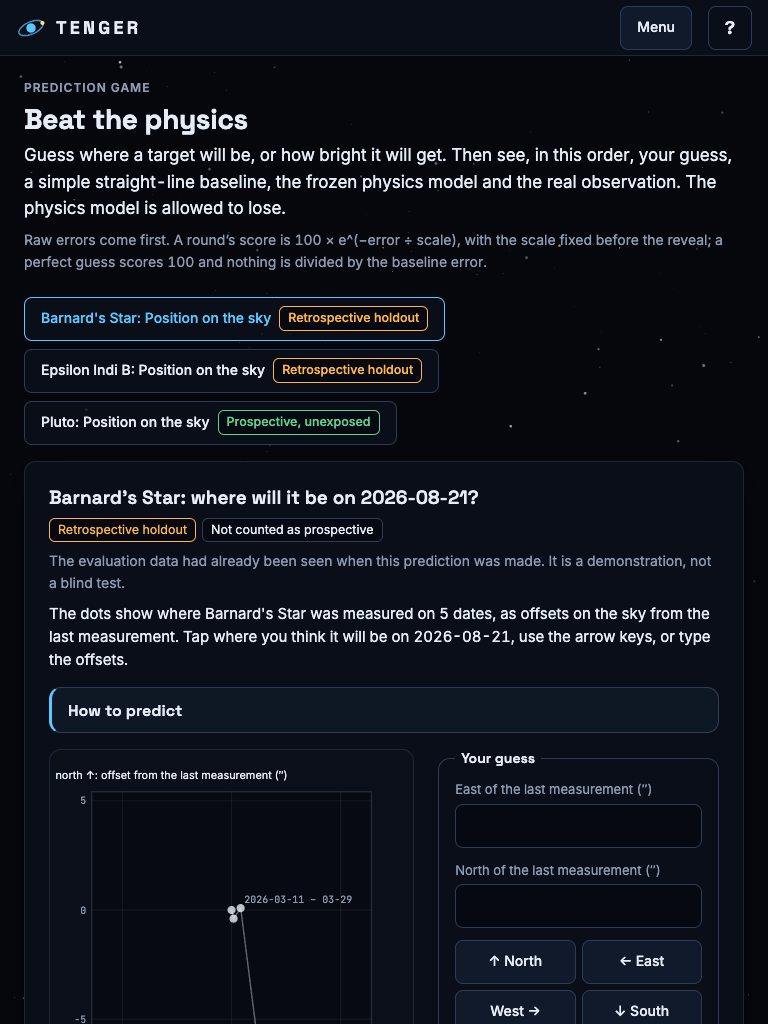 TENGER
Menu
?
PREDICTION GAME
Beat the physics
Guess where a target will be, or how bright it will get. Then see, in this order, your guess,
a simple straight-line baseline, the frozen physics model and the real observation. The
physics model is allowed to lose.
Raw errors come first. A round's score is 100 × e^(−error ÷ scale), with the scale fixed before the reveal; a
perfect guess scores 100 and nothing is divided by the baseline error.
Barnard's Star: Position on the sky
Retrospective holdout
Epsilon Indi B: Position on the sky
Retrospective holdout
Pluto: Position on the sky
Prospective, unexposed
Barnard's Star: where will it be on 2026-08-21?
Retrospective holdout
Not counted as prospective
The evaluation data had already been seen when this prediction was made. It is a demonstration, not
a blind test.
The dots show where Barnard's Star was measured on 5 dates, as offsets on the sky from the
last measurement. Tap where you think it will be on 2026-08-21, use the arrow keys, or type
the offsets.
How to predict
north ↑: offset from the last measurement (″)
5
2026-03-11 – 03-29
0
-5
Your guess
East of the last measurement (″)
North of the last measurement (″)
↑ North
← East
West →
↓ South